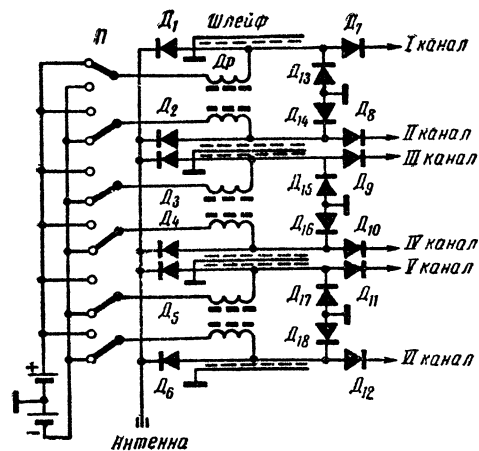 П
Д₁
Шлейф
Д₇
I канал
Др
Д₁₃
Д₂
Д₁₄
Д₈
II канал
III канал
Д₃
Д₁₅
Д₉
Д₄
Д₁₆
Д₁₀
IV канал
V канал
Д₅
Д₁₇
Д₁₁
Д₁₈
VI канал
+
Д₆
Д₁₂
−
Антенна